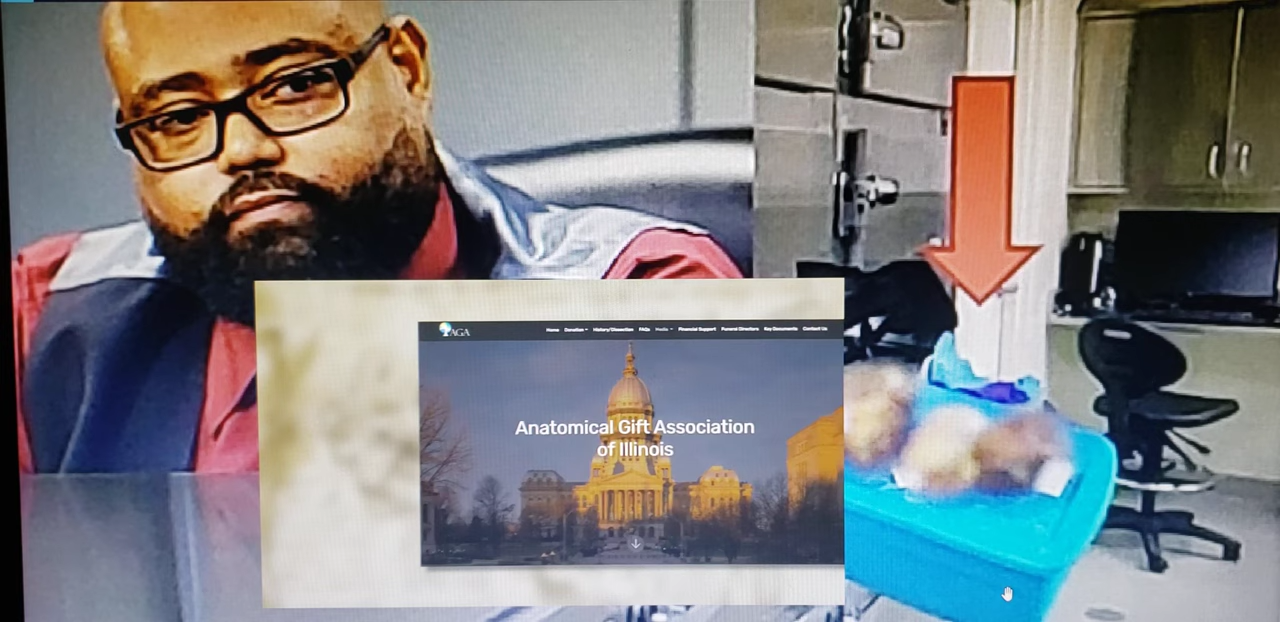 AGA
Home Donation History/Dissection FAQs Media Financial Support Funeral Directors Key Documents Contact Us
Anatomical Gift Association
of Illinois